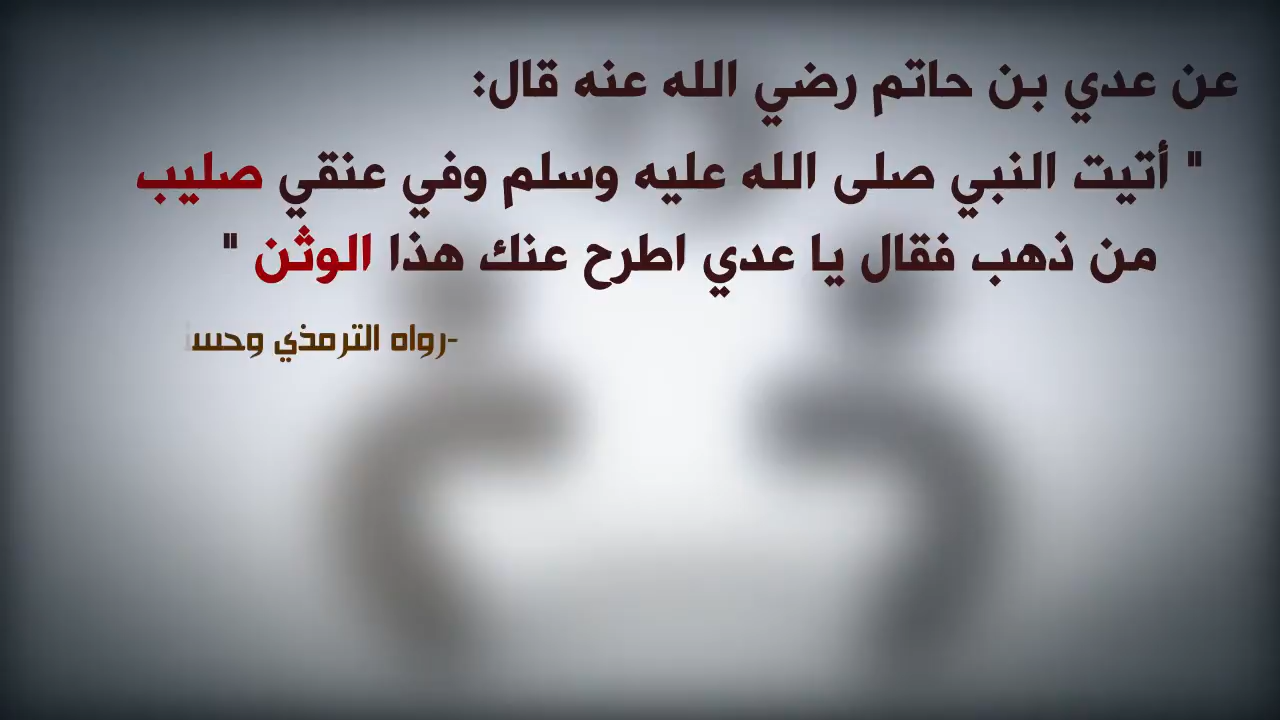 عن عدي بن حاتم رضي الله عنه قال:
" أتيت النبي صلى الله عليه وسلم وفي عنقي صليب
من ذهب فقال يا عدي اطرح عنك هذا الوثن "
-رواه الترمذي